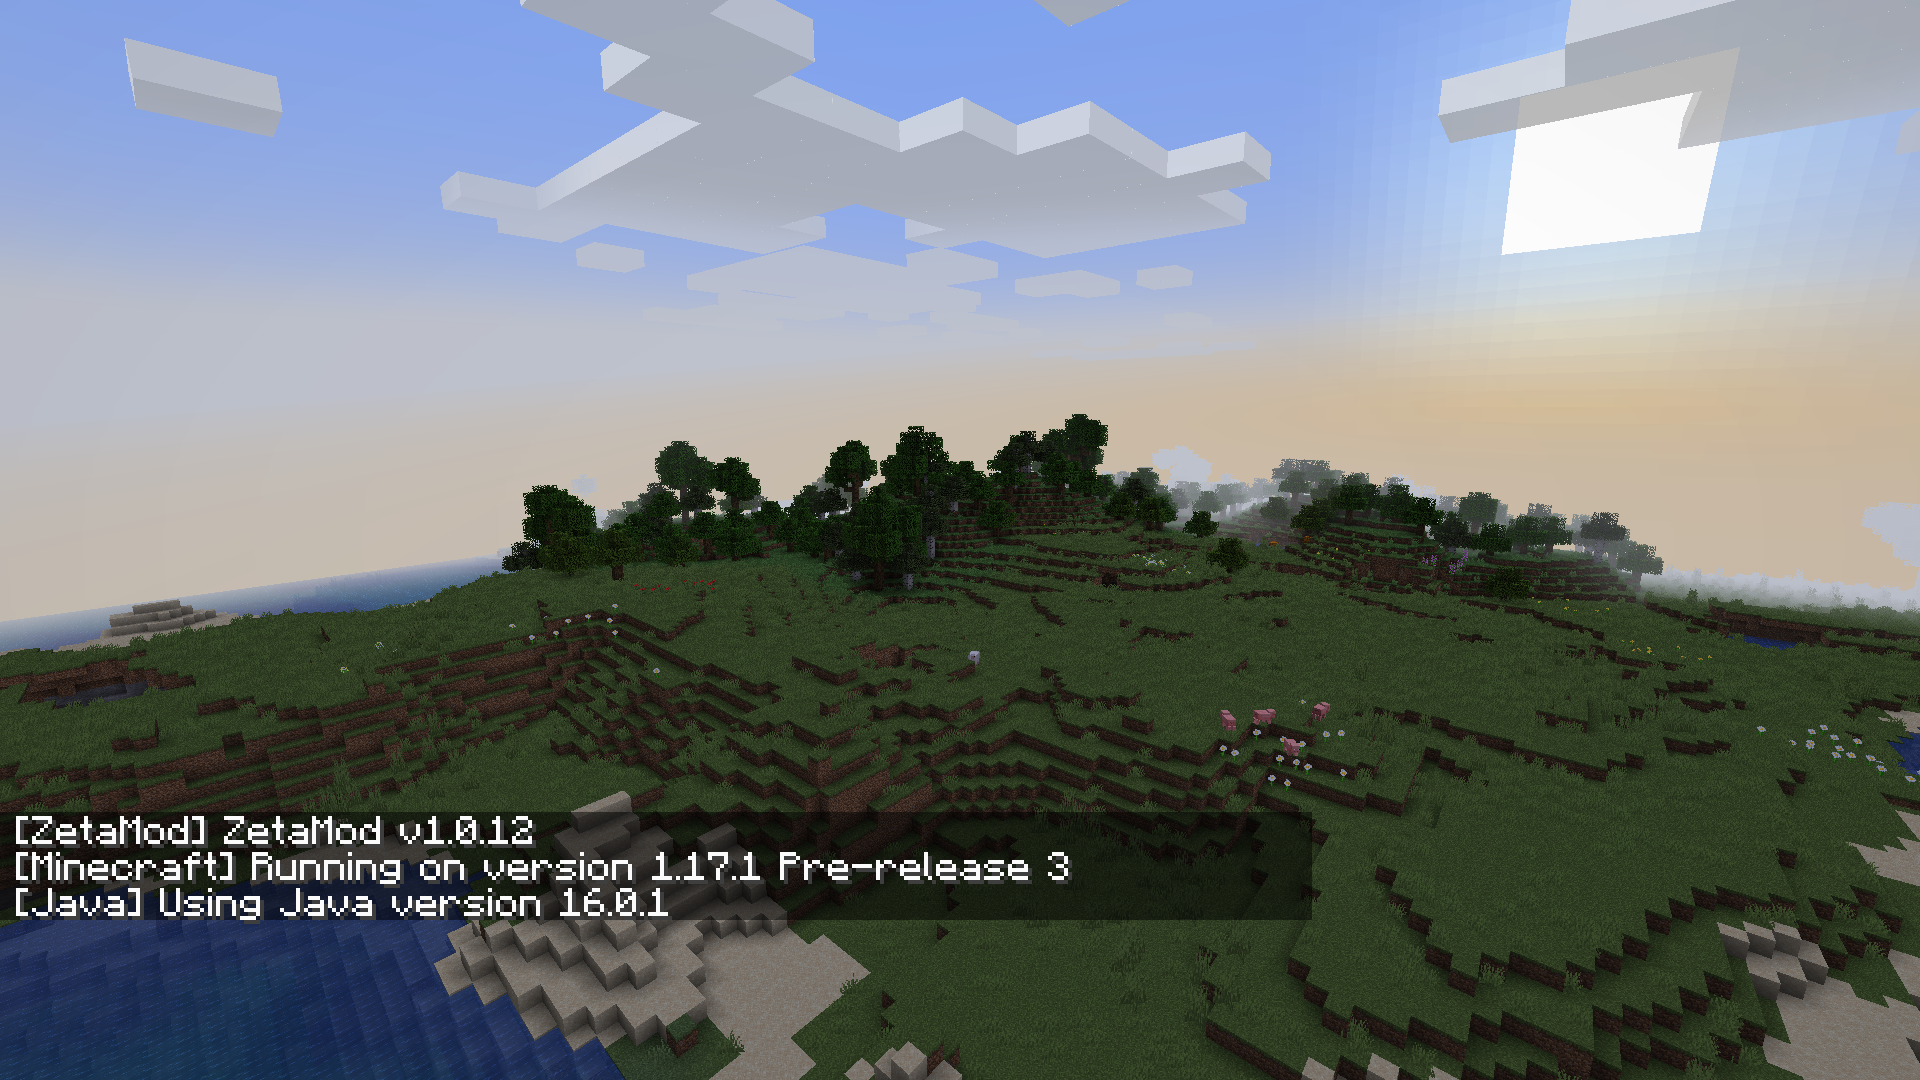 [ZetaMod] ZetaMod v1.0.12
[Minecraft] Running on version 1.17.1 Pre-release 3
[Java] Using Java version 16.0.1